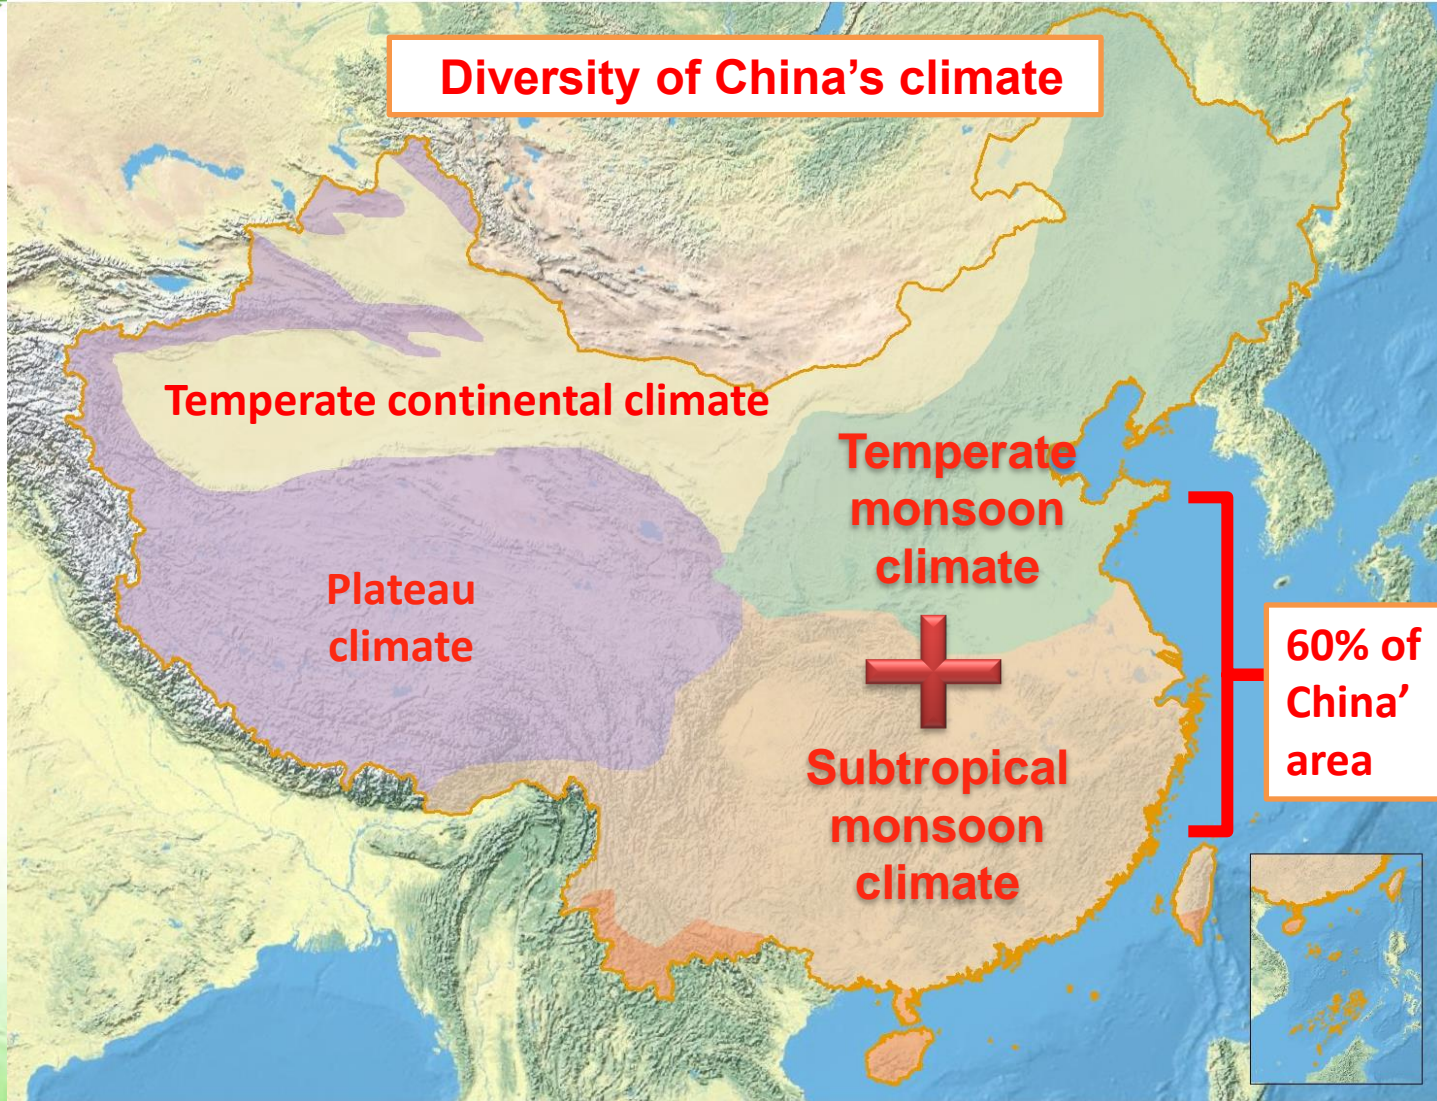 Diversity of China’s climate
Temperate continental climate
Temperate
monsoon
climate
Plateau
climate
60% of
China’
area
Subtropical
monsoon
climate